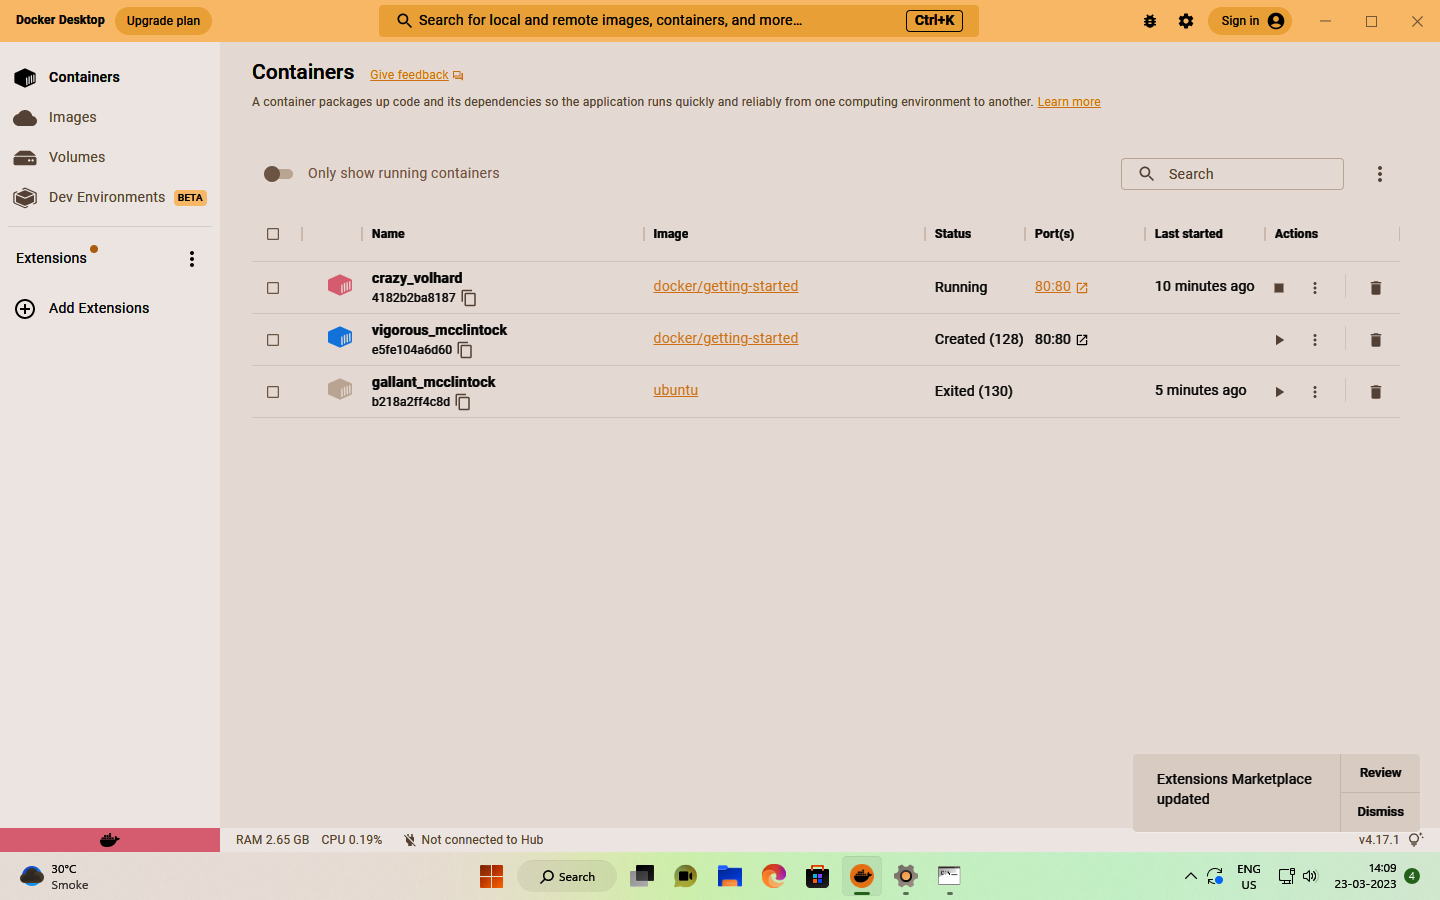 Docker Desktop
Upgrade plan
Search for local and remote images, containers, and more...
Ctrl+K
Sign in
Containers
Images
Volumes
Dev Environments BETA
Extensions
Add Extensions
Containers Give feedback
A container packages up code and its dependencies so the application runs quickly and reliably from one computing environment to another. Learn more
Only show running containers
Search
Name Image Status Port(s) Last started Actions
crazy_volhard docker/getting-started Running 80:80 10 minutes ago
4182b2ba8187
vigorous_mcclintock docker/getting-started Created (128) 80:80
e5fe104a6d60
gallant_mcclintock ubuntu Exited (130) 5 minutes ago
b218a2ff4c8d
Extensions Marketplace
updated
Review
Dismiss
RAM 2.65 GB CPU 0.19% Not connected to Hub
v4.17.1
30°C
Smoke
Search
ENG
US
14:09
23-03-2023
4